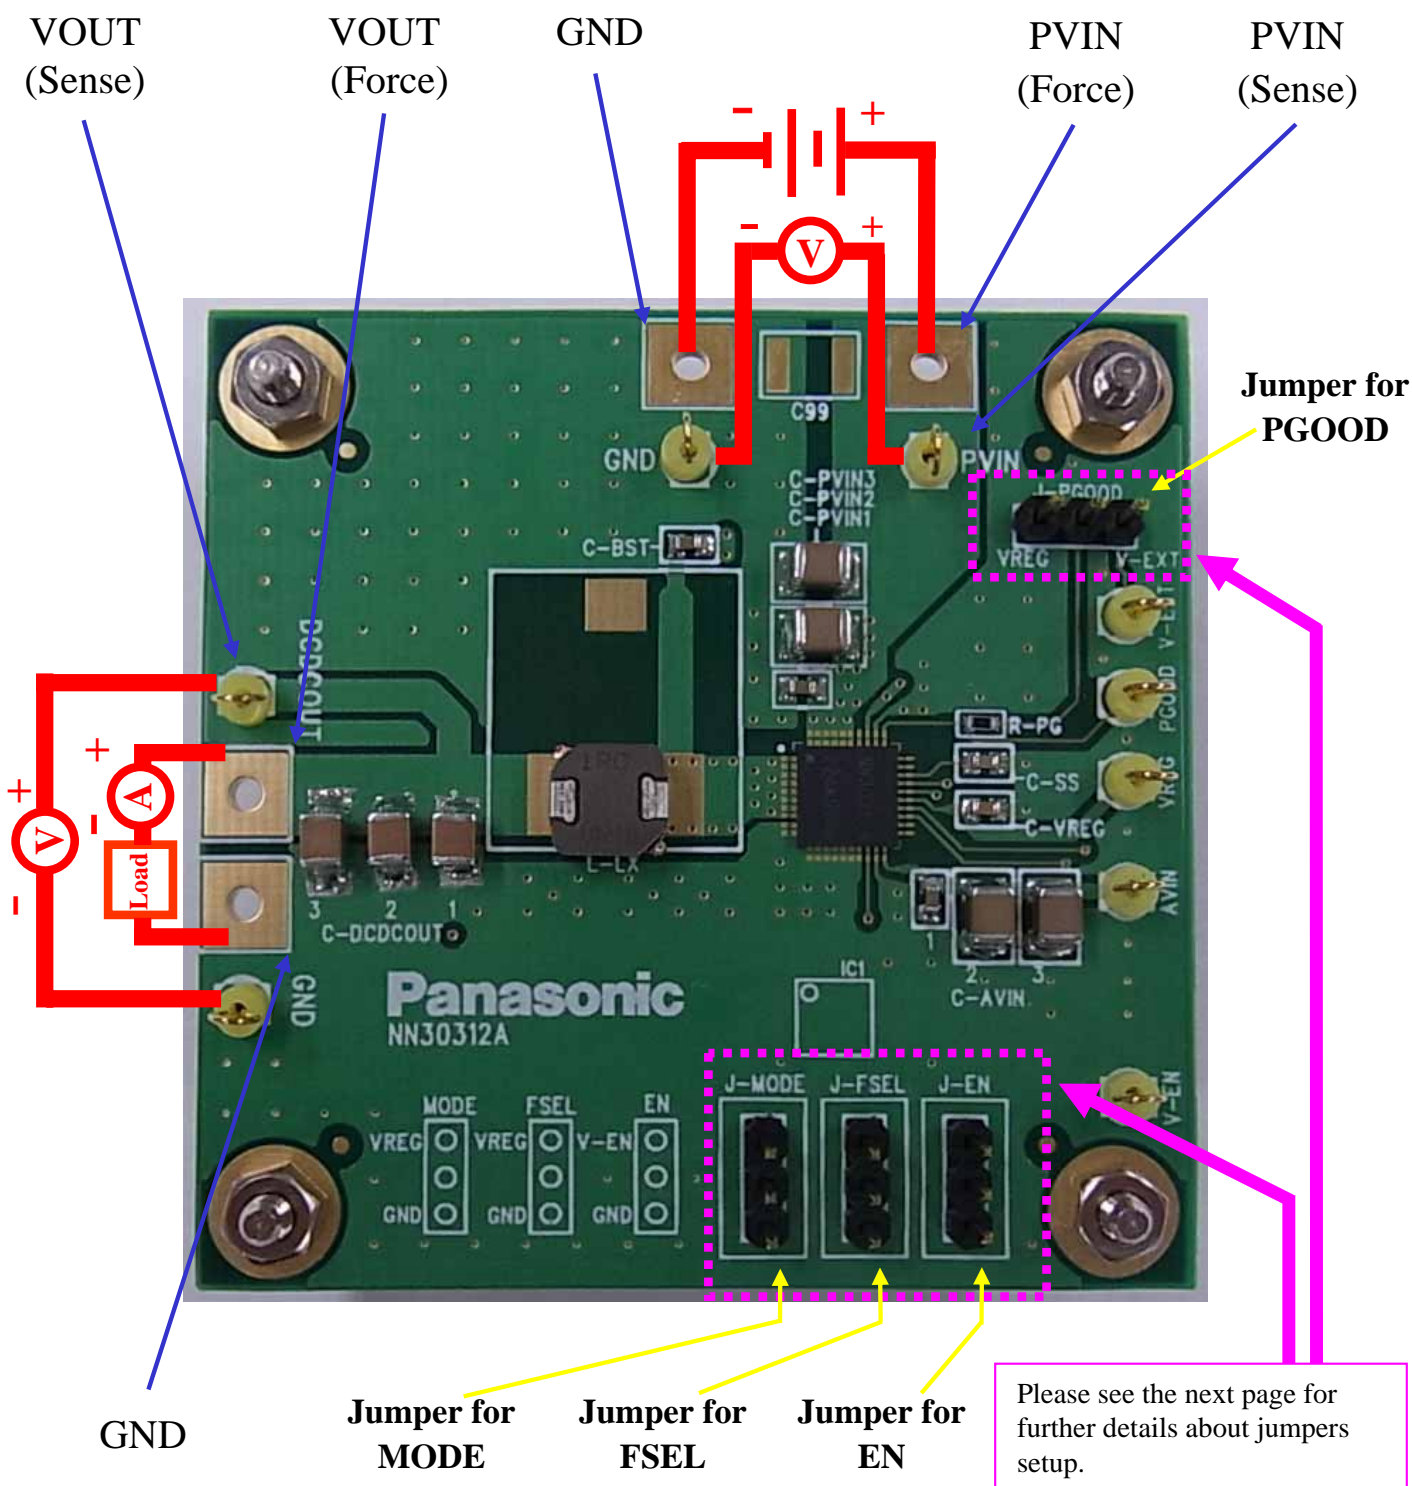 VOUT
(Sense)
VOUT
(Force)
GND
PVIN
(Force)
PVIN
(Sense)
-
+
-
V
+
Jumper for
PGOOD
C99
GND
PVIN
C-PVIN3
C-PVIN2
C-PVIN1
J-PGOOD
VREG
V-EXT
C-BST
V-EXT
DCDCOUT
PGOOD
R-PG
C-SS
VREG
C-VREG
AVIN
+
A
-
Load
+
V
-
L-LX
3 2 1
C-DCDCOUT
1
2 3
C-AVIN
IC1
GND
Panasonic
NN30312A
J-MODE J-FSEL J-EN
V-EN
MODE FSEL EN
VREG VREG V-EN
GND GND GND
GND
Jumper for
MODE
Jumper for
FSEL
Jumper for
EN
Please see the next page for
further details about jumpers
setup.